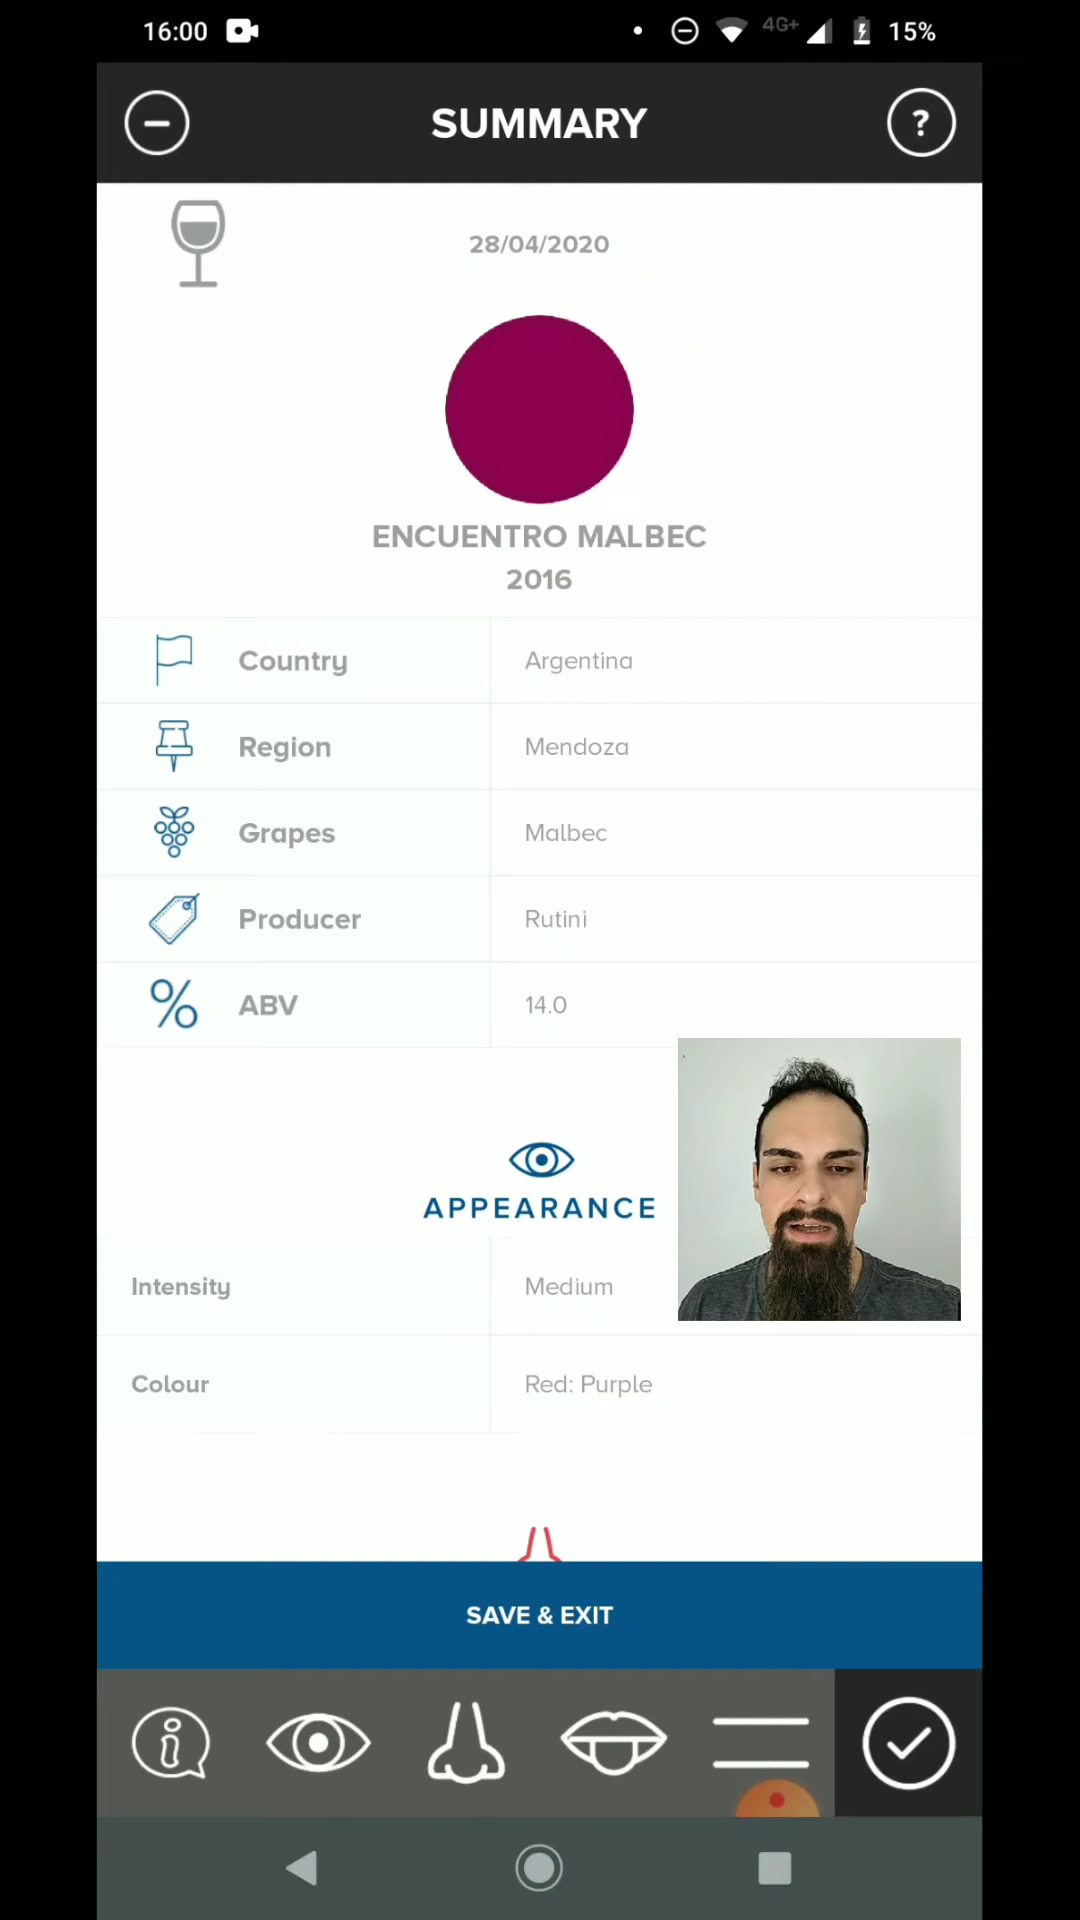 16:00
4G+
15%
SUMMARY
?
28/04/2020
ENCUENTRO MALBEC
2016
Country
Argentina
Region
Mendoza
Grapes
Malbec
Producer
Rutini
% ABV
14.0
APPEARANCE
Intensity
Medium
Colour
Red: Purple
SAVE & EXIT